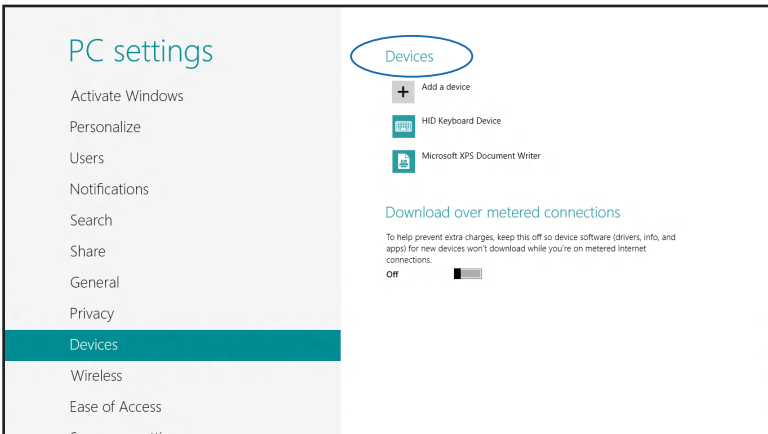 PC settings
Activate Windows
Personalize
Users
Notifications
Search
Share
General
Privacy
Devices
Wireless
Ease of Access
Devices
Add a device
HID Keyboard Device
Microsoft XPS Document Writer
Download over metered connections
To help prevent extra charges, keep this off so device software (drivers, info, and
apps) for new devices won't download while you're on metered Internet
connections.
Off